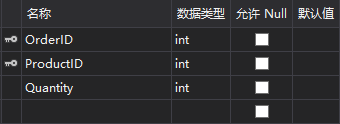 名称 数据类型 允许 Null 默认值
OrderID int
ProductID int
Quantity int